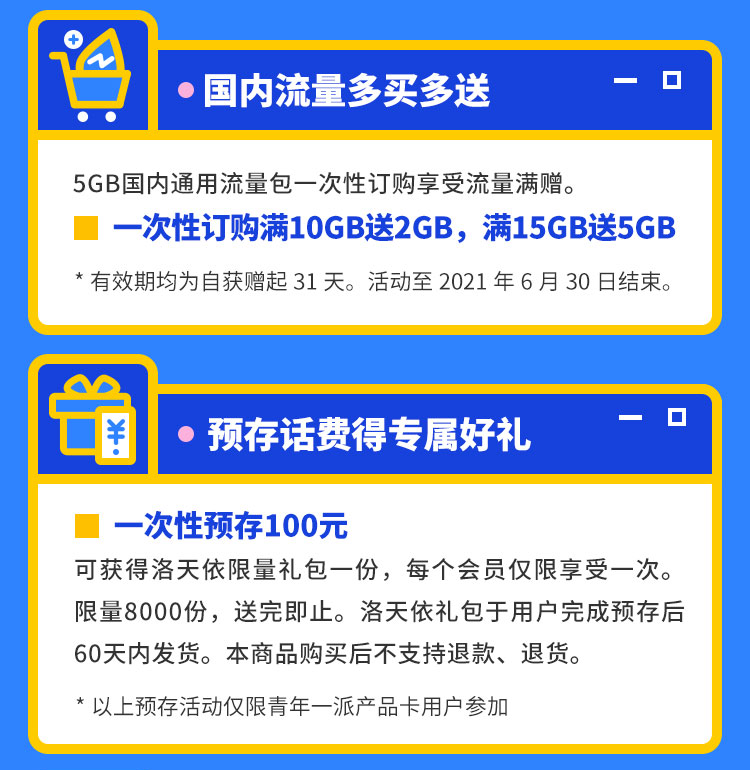 国内流量多买多送
5GB国内通用流量包一次性订购享受流量满赠。
一次性订购满10GB送2GB，满15GB送5GB
* 有效期均为自获赠起 31 天。活动至 2021 年 6 月 30 日结束。
预存话费得专属好礼
¥
一次性预存100元
可获得洛天依限量礼包一份，每个会员仅限享受一次。
限量8000份，送完即止。洛天依礼包于用户完成预存后
60天内发货。本商品购买后不支持退款、退货。
* 以上预存活动仅限青年一派产品卡用户参加